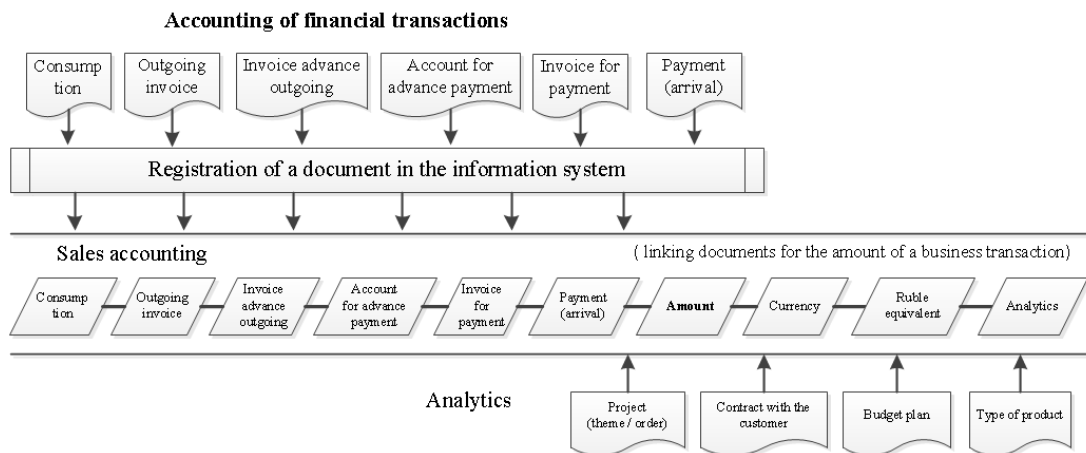 Accounting of financial transactions
Consump
tion
Outgoing
invoice
Invoice advance
outgoing
Account for
advance payment
Invoice for
payment
Payment
(arrival)
Registration of a document in the information system
Sales accounting
( linking documents for the amount of a business transaction)
Consump
tion
Outgoing
invoice
Invoice
advance
outgoing
Account
for advance
payment
Invoice
for
payment
Payment
(arrival)
Amount
Currency
Ruble
equivalent
Analytics
Analytics
Project
(theme / order)
Contract with the
customer
Budget plan
Type of product